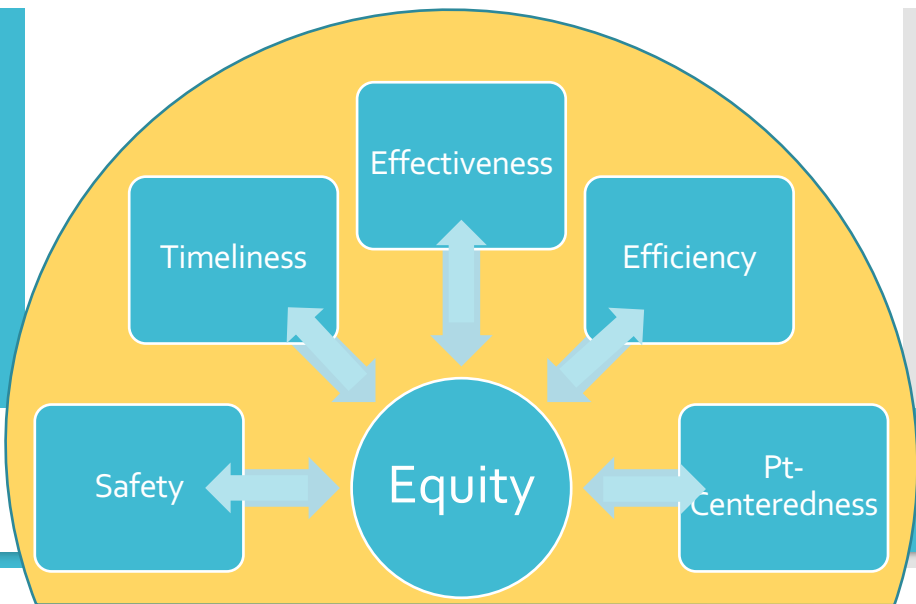 Effectiveness
Timeliness
Efficiency
Safety
Equity
Pt-
Centeredness